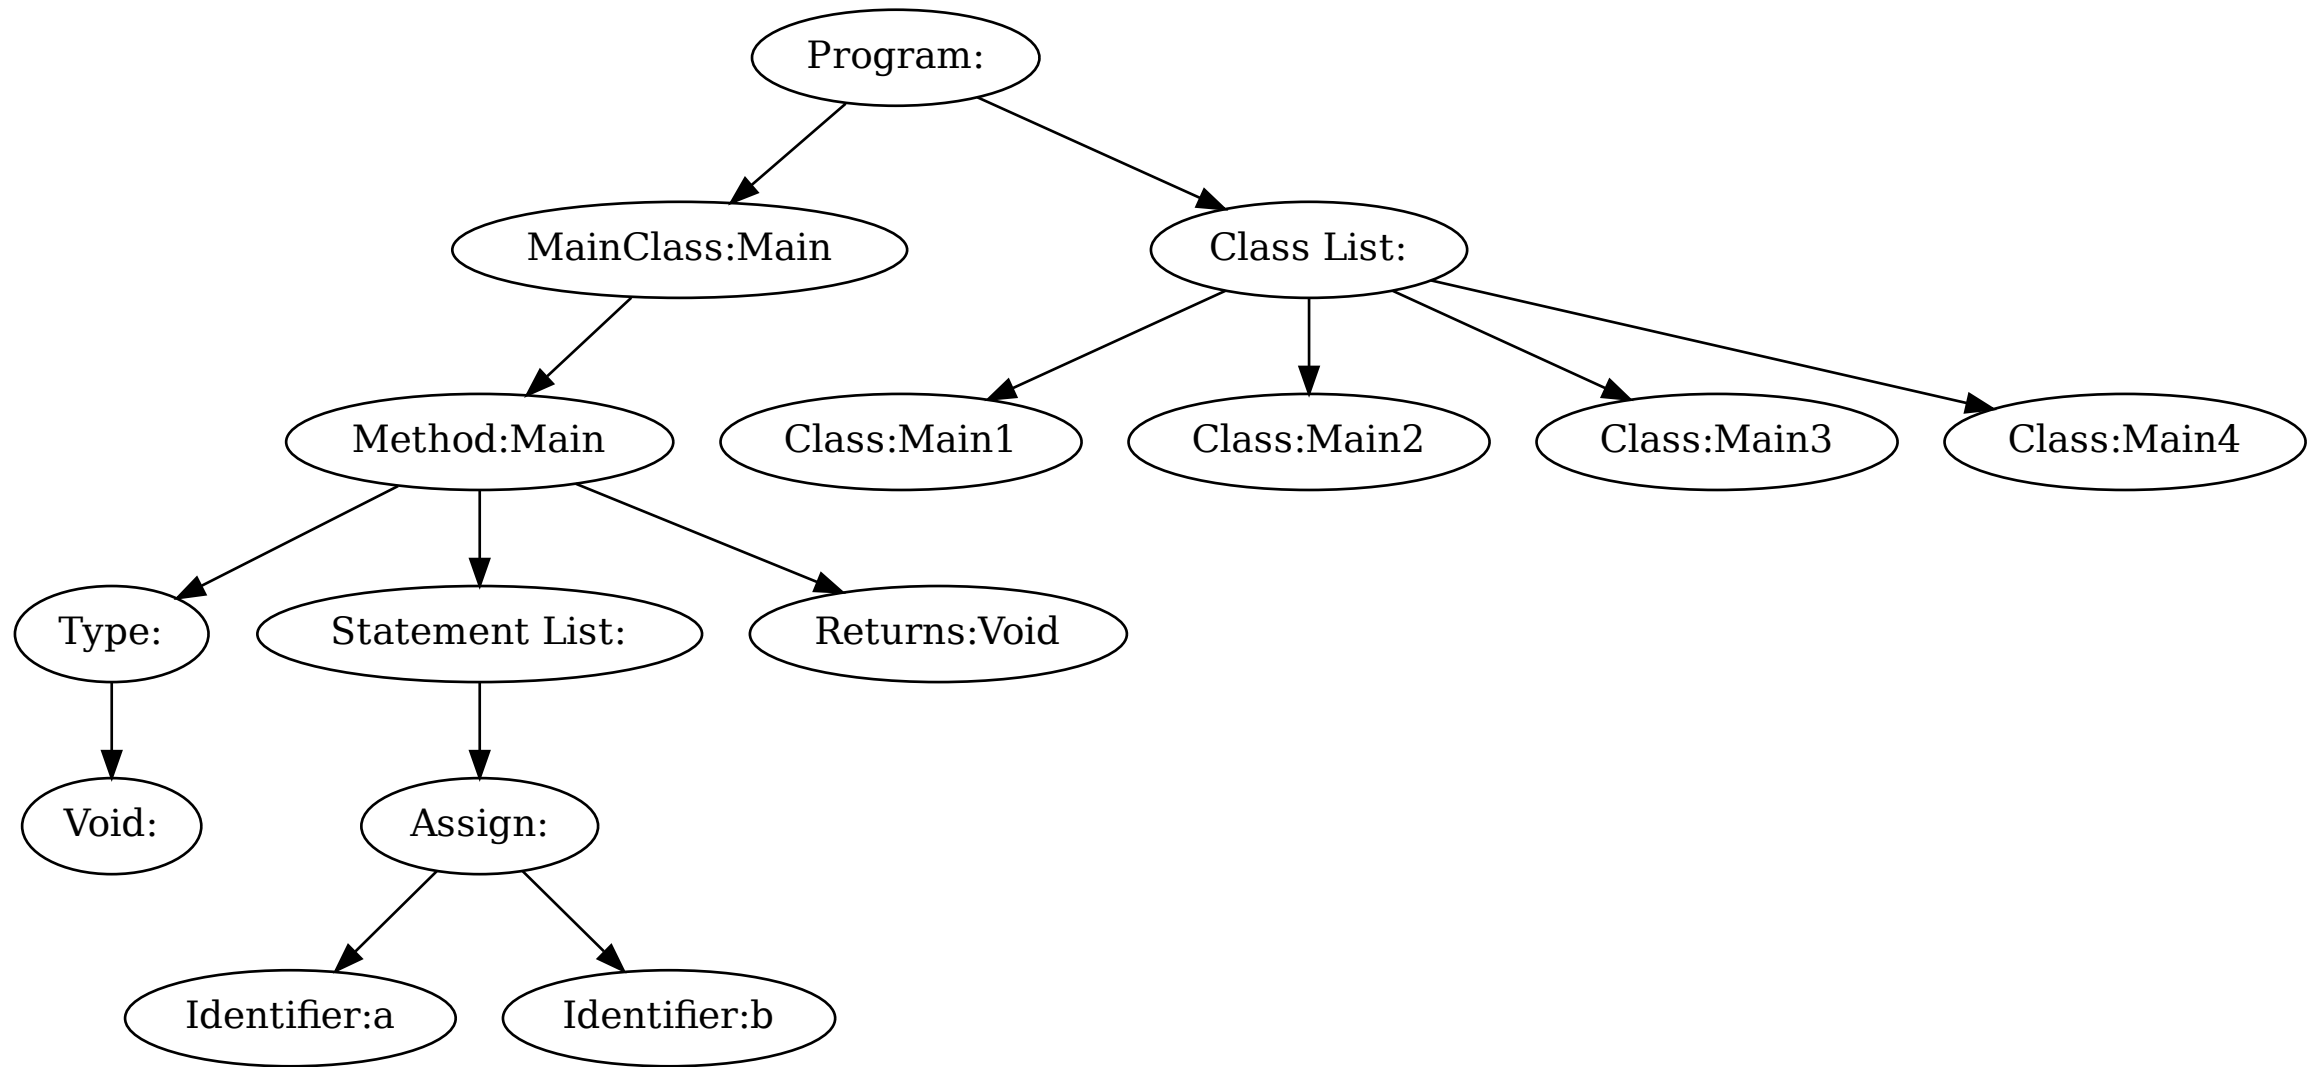 Program:
MainClass:Main
Class List:
Method:Main
Class:Main1
Class:Main2
Class:Main3
Class:Main4
Type:
Statement List:
Returns:Void
Void:
Assign:
Identifier:a
Identifier:b